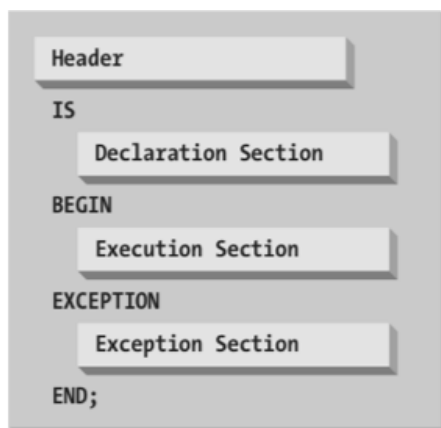 Header
IS
Declaration Section
BEGIN
Execution Section
EXCEPTION
Exception Section
END;